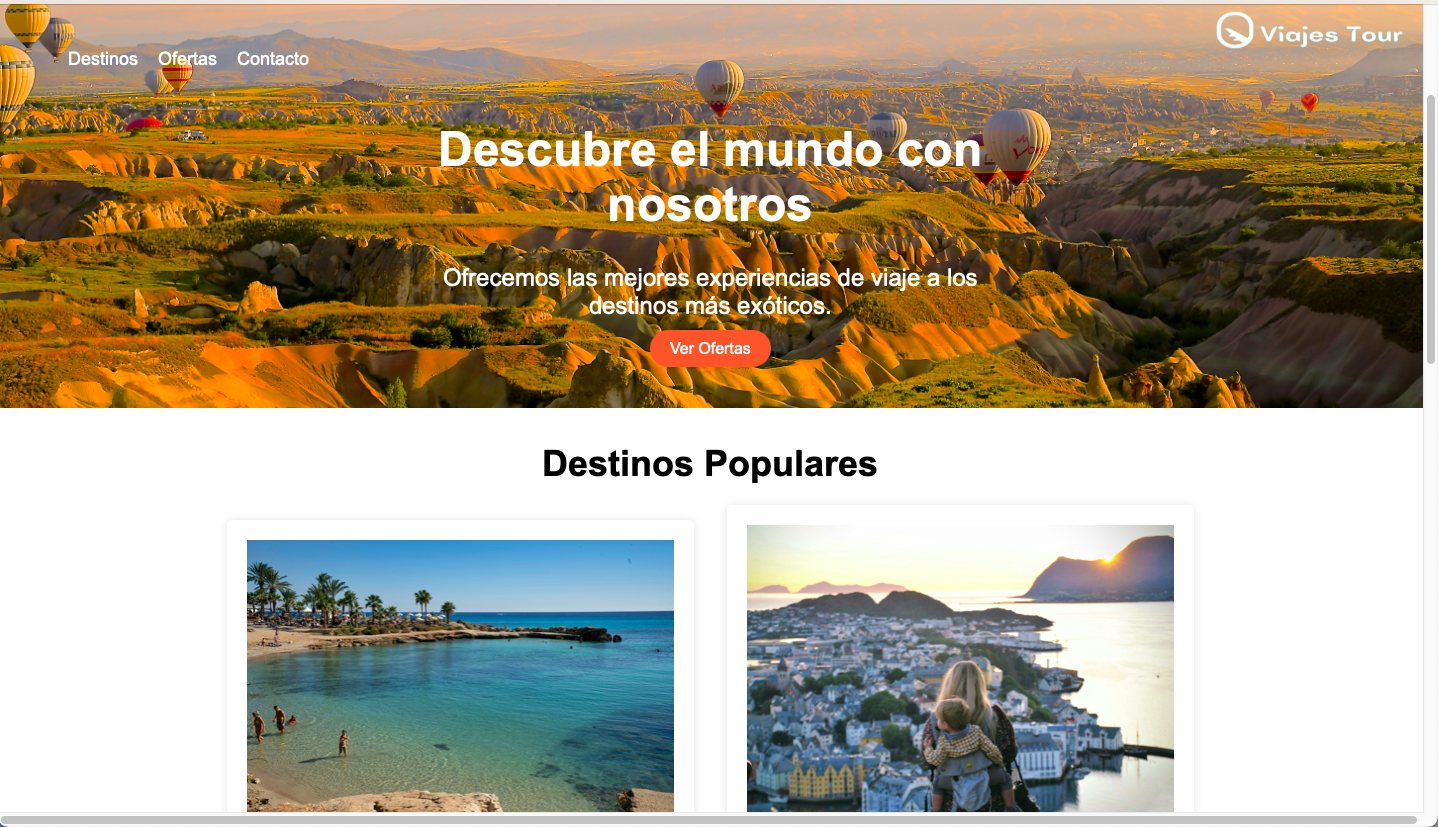 Viajes Tour
Destinos Ofertas Contacto
Descubre el mundo con
nosotros
Ofrecemos las mejores experiencias de viaje a los
destinos más exóticos.
Ver Ofertas
Destinos Populares